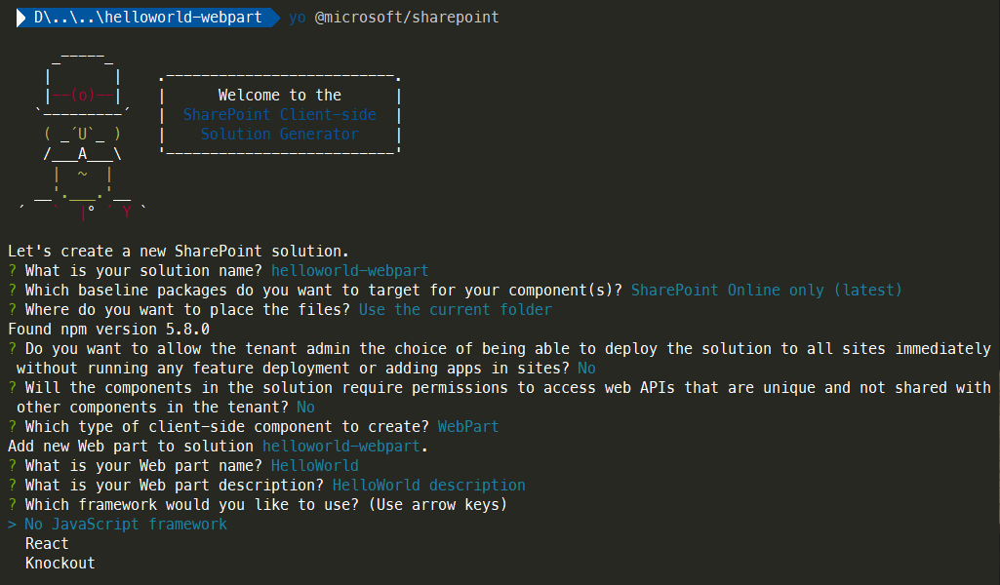 D\..\..\helloworld-webpart yo @microsoft/sharepoint
     _-----_
    |       |    .--------------------------.
    |--(o)--|    |      Welcome to the      |
   `---------´   |  SharePoint Client-side  |
    ( _´U`_ )    |    Solution Generator    |
    /___A___\    '--------------------------'
     |  ~  |
   __'.___.'__
 ´   `  |° ´ Y `
Let's create a new SharePoint solution.
? What is your solution name? helloworld-webpart
? Which baseline packages do you want to target for your component(s)? SharePoint Online only (latest)
? Where do you want to place the files? Use the current folder
Found npm version 5.8.0
? Do you want to allow the tenant admin the choice of being able to deploy the solution to all sites immediately
 without running any feature deployment or adding apps in sites? No
? Will the components in the solution require permissions to access web APIs that are unique and not shared with
 other components in the tenant? No
? Which type of client-side component to create? WebPart
Add new Web part to solution helloworld-webpart.
? What is your Web part name? HelloWorld
? What is your Web part description? HelloWorld description
? Which framework would you like to use? (Use arrow keys)
> No JavaScript framework
  React
  Knockout